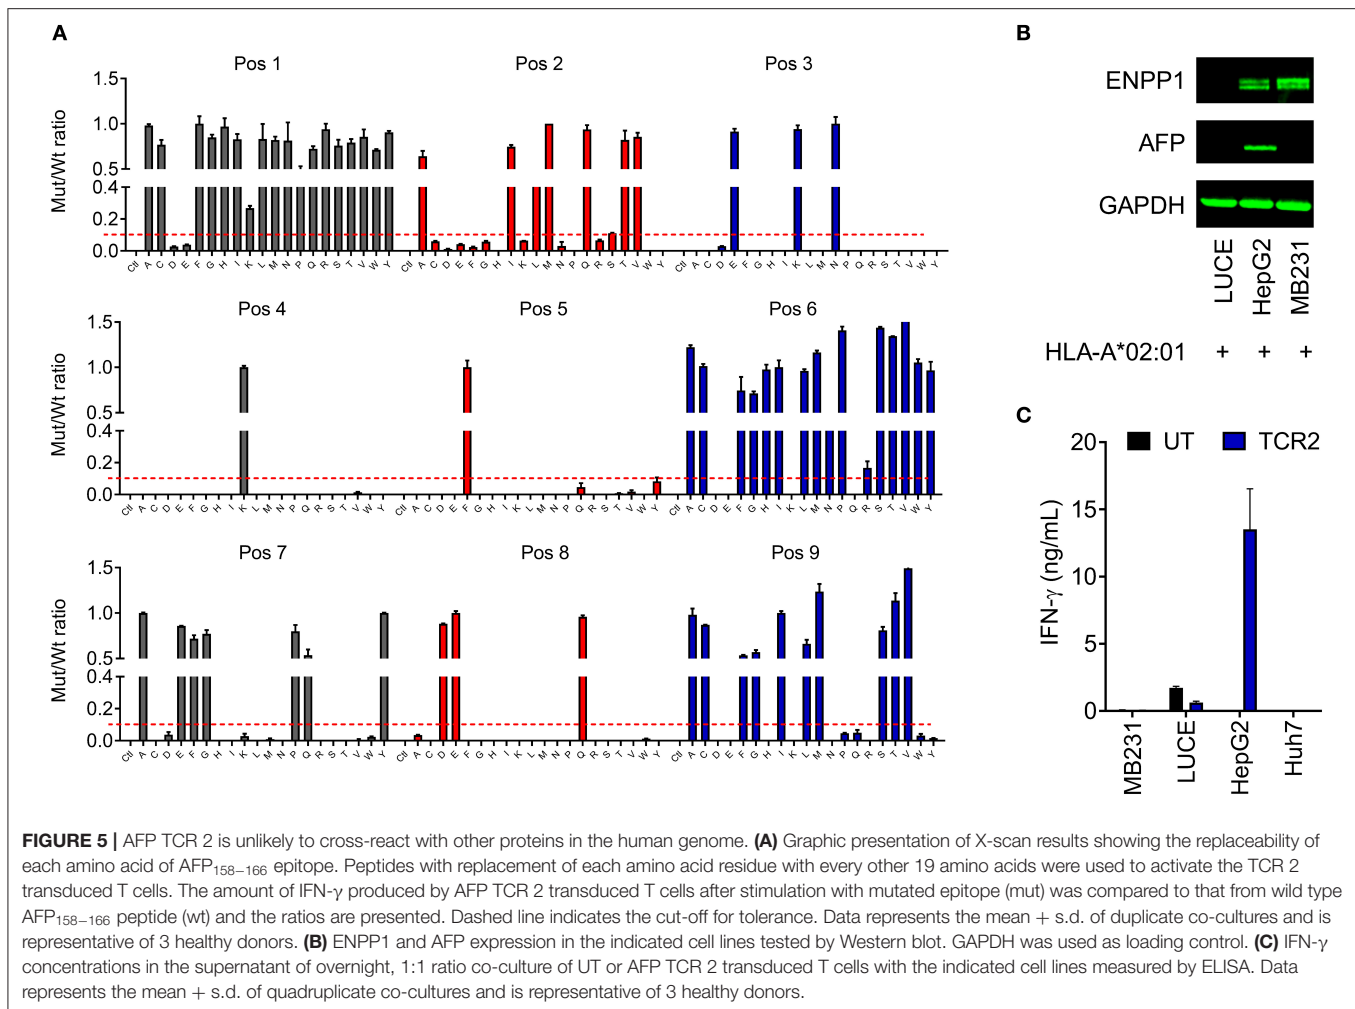 A
B
Pos 1
Pos 2
Pos 3
Mut/Wt ratio
1.5
1.0
0.5
0.4
0.2
0.0
Ctl A C D E F G H I K L M N P Q R S T V W Y
Ctl A C D E F G H I K L M N P Q R S T V W Y
Ctl A C D E F G H I K L M N P Q R S T V W Y
ENPP1
AFP
GAPDH
LUCE
HepG2
MB231
HLA-A*02:01 + + +
Pos 4
Pos 5
Pos 6
Mut/Wt ratio
1.5
1.0
0.5
0.4
0.2
0.0
Ctl A C D E F G H I K L M N P Q R S T V W Y
Ctl A C D E F G H I K L M N P Q R S T V W Y
Ctl A C D E F G H I K L M N P Q R S T V W Y
Pos 7
Pos 8
Pos 9
Mut/Wt ratio
1.5
1.0
0.5
0.4
0.2
0.0
Ctl A C D E F G H I K L M N P Q R S T V W Y
Ctl A C D E F G H I K L M N P Q R S T V W Y
Ctl A C D E F G H I K L M N P Q R S T V W Y
C
UT TCR2
IFN-γ (ng/mL)
20
15
10
5
0
MB231
LUCE
HepG2
Huh7
FIGURE 5 | AFP TCR 2 is unlikely to cross-react with other proteins in the human genome. (A) Graphic presentation of X-scan results showing the replaceability of
each amino acid of AFP158−166 epitope. Peptides with replacement of each amino acid residue with every other 19 amino acids were used to activate the TCR 2
transduced T cells. The amount of IFN-γ produced by AFP TCR 2 transduced T cells after stimulation with mutated epitope (mut) was compared to that from wild type
AFP158−166 peptide (wt) and the ratios are presented. Dashed line indicates the cut-off for tolerance. Data represents the mean + s.d. of duplicate co-cultures and is
representative of 3 healthy donors. (B) ENPP1 and AFP expression in the indicated cell lines tested by Western blot. GAPDH was used as loading control. (C) IFN-γ
concentrations in the supernatant of overnight, 1:1 ratio co-culture of UT or AFP TCR 2 transduced T cells with the indicated cell lines measured by ELISA. Data
represents the mean + s.d. of quadruplicate co-cultures and is representative of 3 healthy donors.